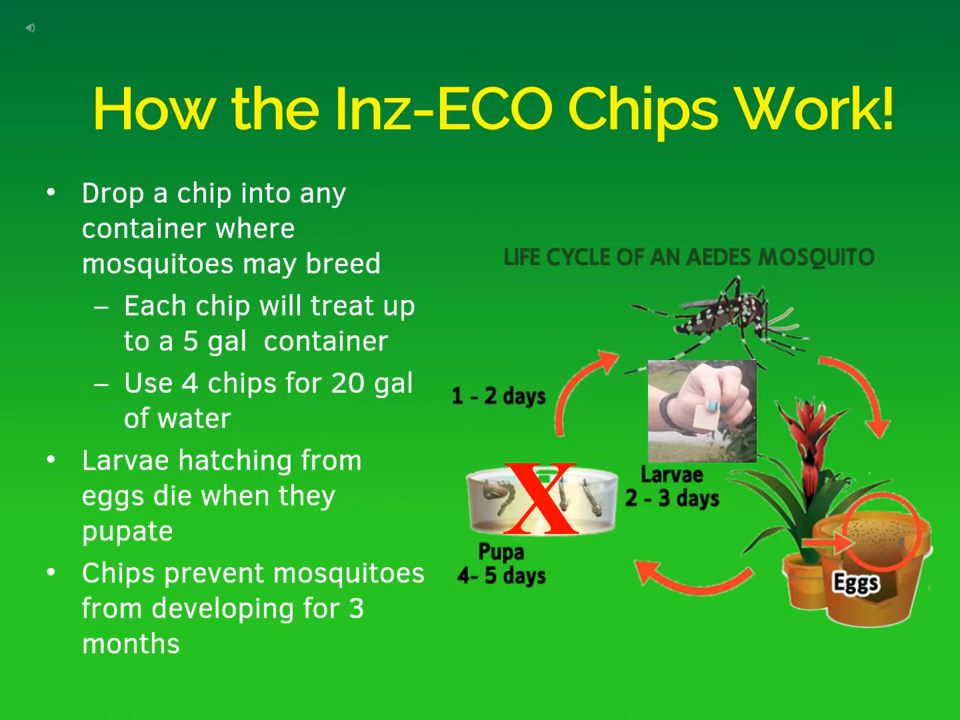 How the Inz-ECO Chips Work!
• Drop a chip into any
container where
mosquitoes may breed
– Each chip will treat up
to a 5 gal  container
– Use 4 chips for 20 gal
of water
• Larvae hatching from
eggs die when they
pupate
• Chips prevent mosquitoes
from developing for 3
months
LIFE CYCLE OF AN AEDES MOSQUITO
1 - 2 days
Larvae
2 - 3 days
X
Pupa
4- 5 days
Eggs